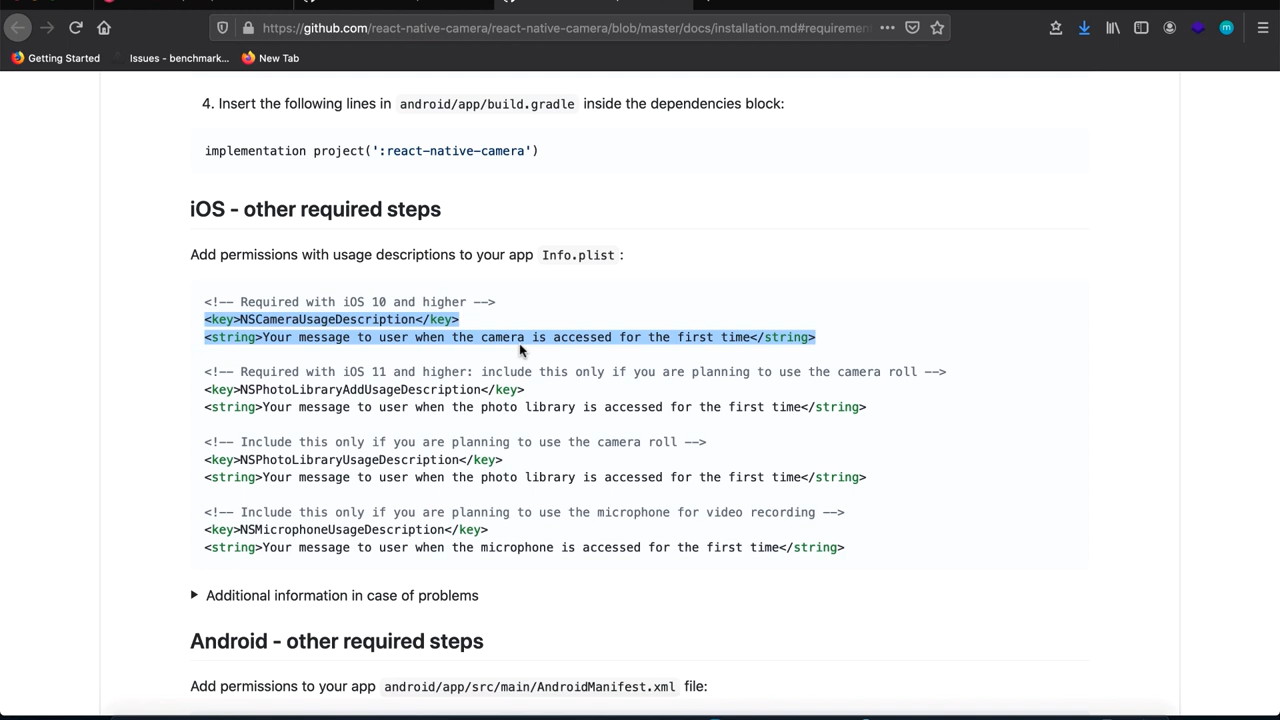 https://github.com/react-native-camera/react-native-camera/blob/master/docs/installation.md#requiremen
m
Getting Started
Issues - benchmark...
New Tab
4. Insert the following lines in android/app/build.gradle inside the dependencies block:
implementation project(':react-native-camera')
iOS - other required steps
Add permissions with usage descriptions to your app Info.plist :
<!-- Required with iOS 10 and higher -->
<key>NSCameraUsageDescription</key>
<string>Your message to user when the camera is accessed for the first time</string>
<!-- Required with iOS 11 and higher: include this only if you are planning to use the camera roll -->
<key>NSPhotoLibraryAddUsageDescription</key>
<string>Your message to user when the photo library is accessed for the first time</string>
<!-- Include this only if you are planning to use the camera roll -->
<key>NSPhotoLibraryUsageDescription</key>
<string>Your message to user when the photo library is accessed for the first time</string>
<!-- Include this only if you are planning to use the microphone for video recording -->
<key>NSMicrophoneUsageDescription</key>
<string>Your message to user when the microphone is accessed for the first time</string>
Additional information in case of problems
Android - other required steps
Add permissions to your app android/app/src/main/AndroidManifest.xml file: